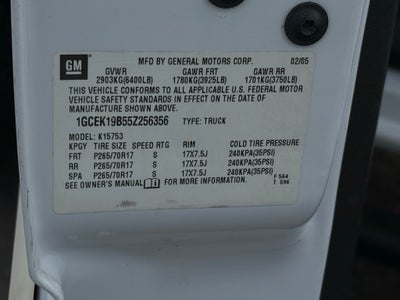 GM
MFD BY GENERAL MOTORS CORP. 02/05
GVWR GAWR FRT GAWR RR
2903KG(6400LB) 1780KG(3925LB) 1701KG(3750LB)
THIS VEHICLE CONFORMS TO ALL APPLICABLE U.S. FEDERAL MOTOR
VEHICLE SAFETY STANDARDS IN EFFECT ON THE DATE OF
MANUFACTURE SHOWN ABOVE.
1GCEK19B55Z256356 TYPE: TRUCK
MODEL: K15753
KPGY TIRE SIZE SPEED RTG RIM COLD TIRE PRESSURE
FRT P265/70R17 S 17X7.5J 240KPA(35PSI)
RR P265/70R17 S 17X7.5J 240KPA(35PSI)
SPA P265/70R17 S 17X7.5J 240KPA(35PSI)
SEE OWNER'S MANUAL FOR MORE INFORMATION. F 564
T 596